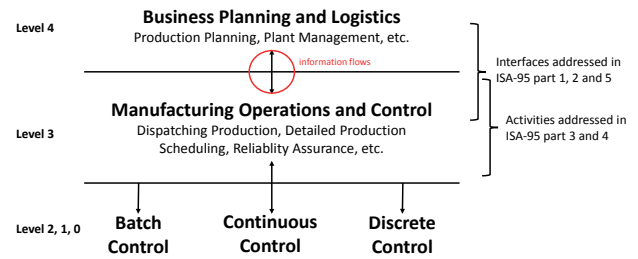 Level 4
Business Planning and Logistics
Production Planning, Plant Management, etc.
information flows
Interfaces addressed in
ISA-95 part 1, 2 and 5
Level 3
Manufacturing Operations and Control
Dispatching Production, Detailed Production
Scheduling, Reliablity Assurance, etc.
Activities addressed in
ISA-95 part 3 and 4
Level 2, 1, 0
Batch
Control
Continuous
Control
Discrete
Control